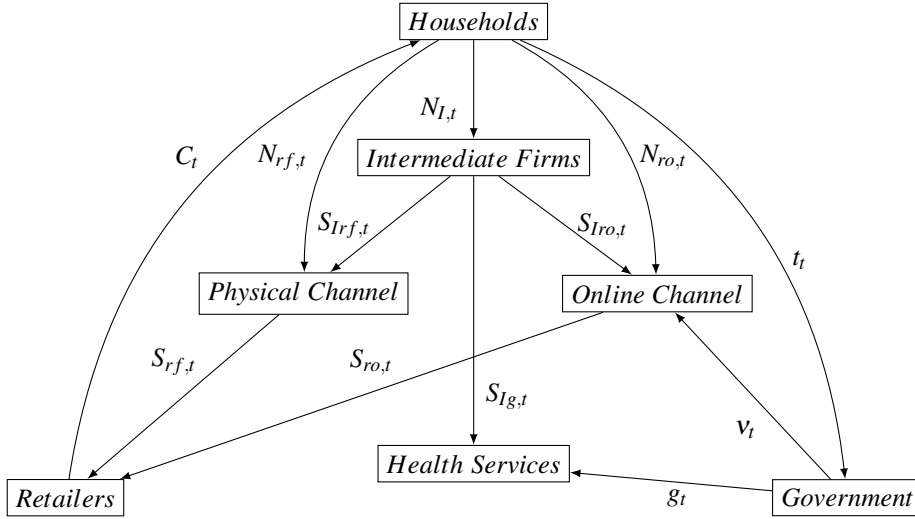 Households
N_{I,t}
C_t
N_{rf,t}
Intermediate Firms
N_{ro,t}
S_{Irf,t}
S_{Iro,t}
t_t
Physical Channel
Online Channel
S_{rf,t}
S_{ro,t}
S_{Ig,t}
ν_t
Health Services
Retailers
g_t
Government